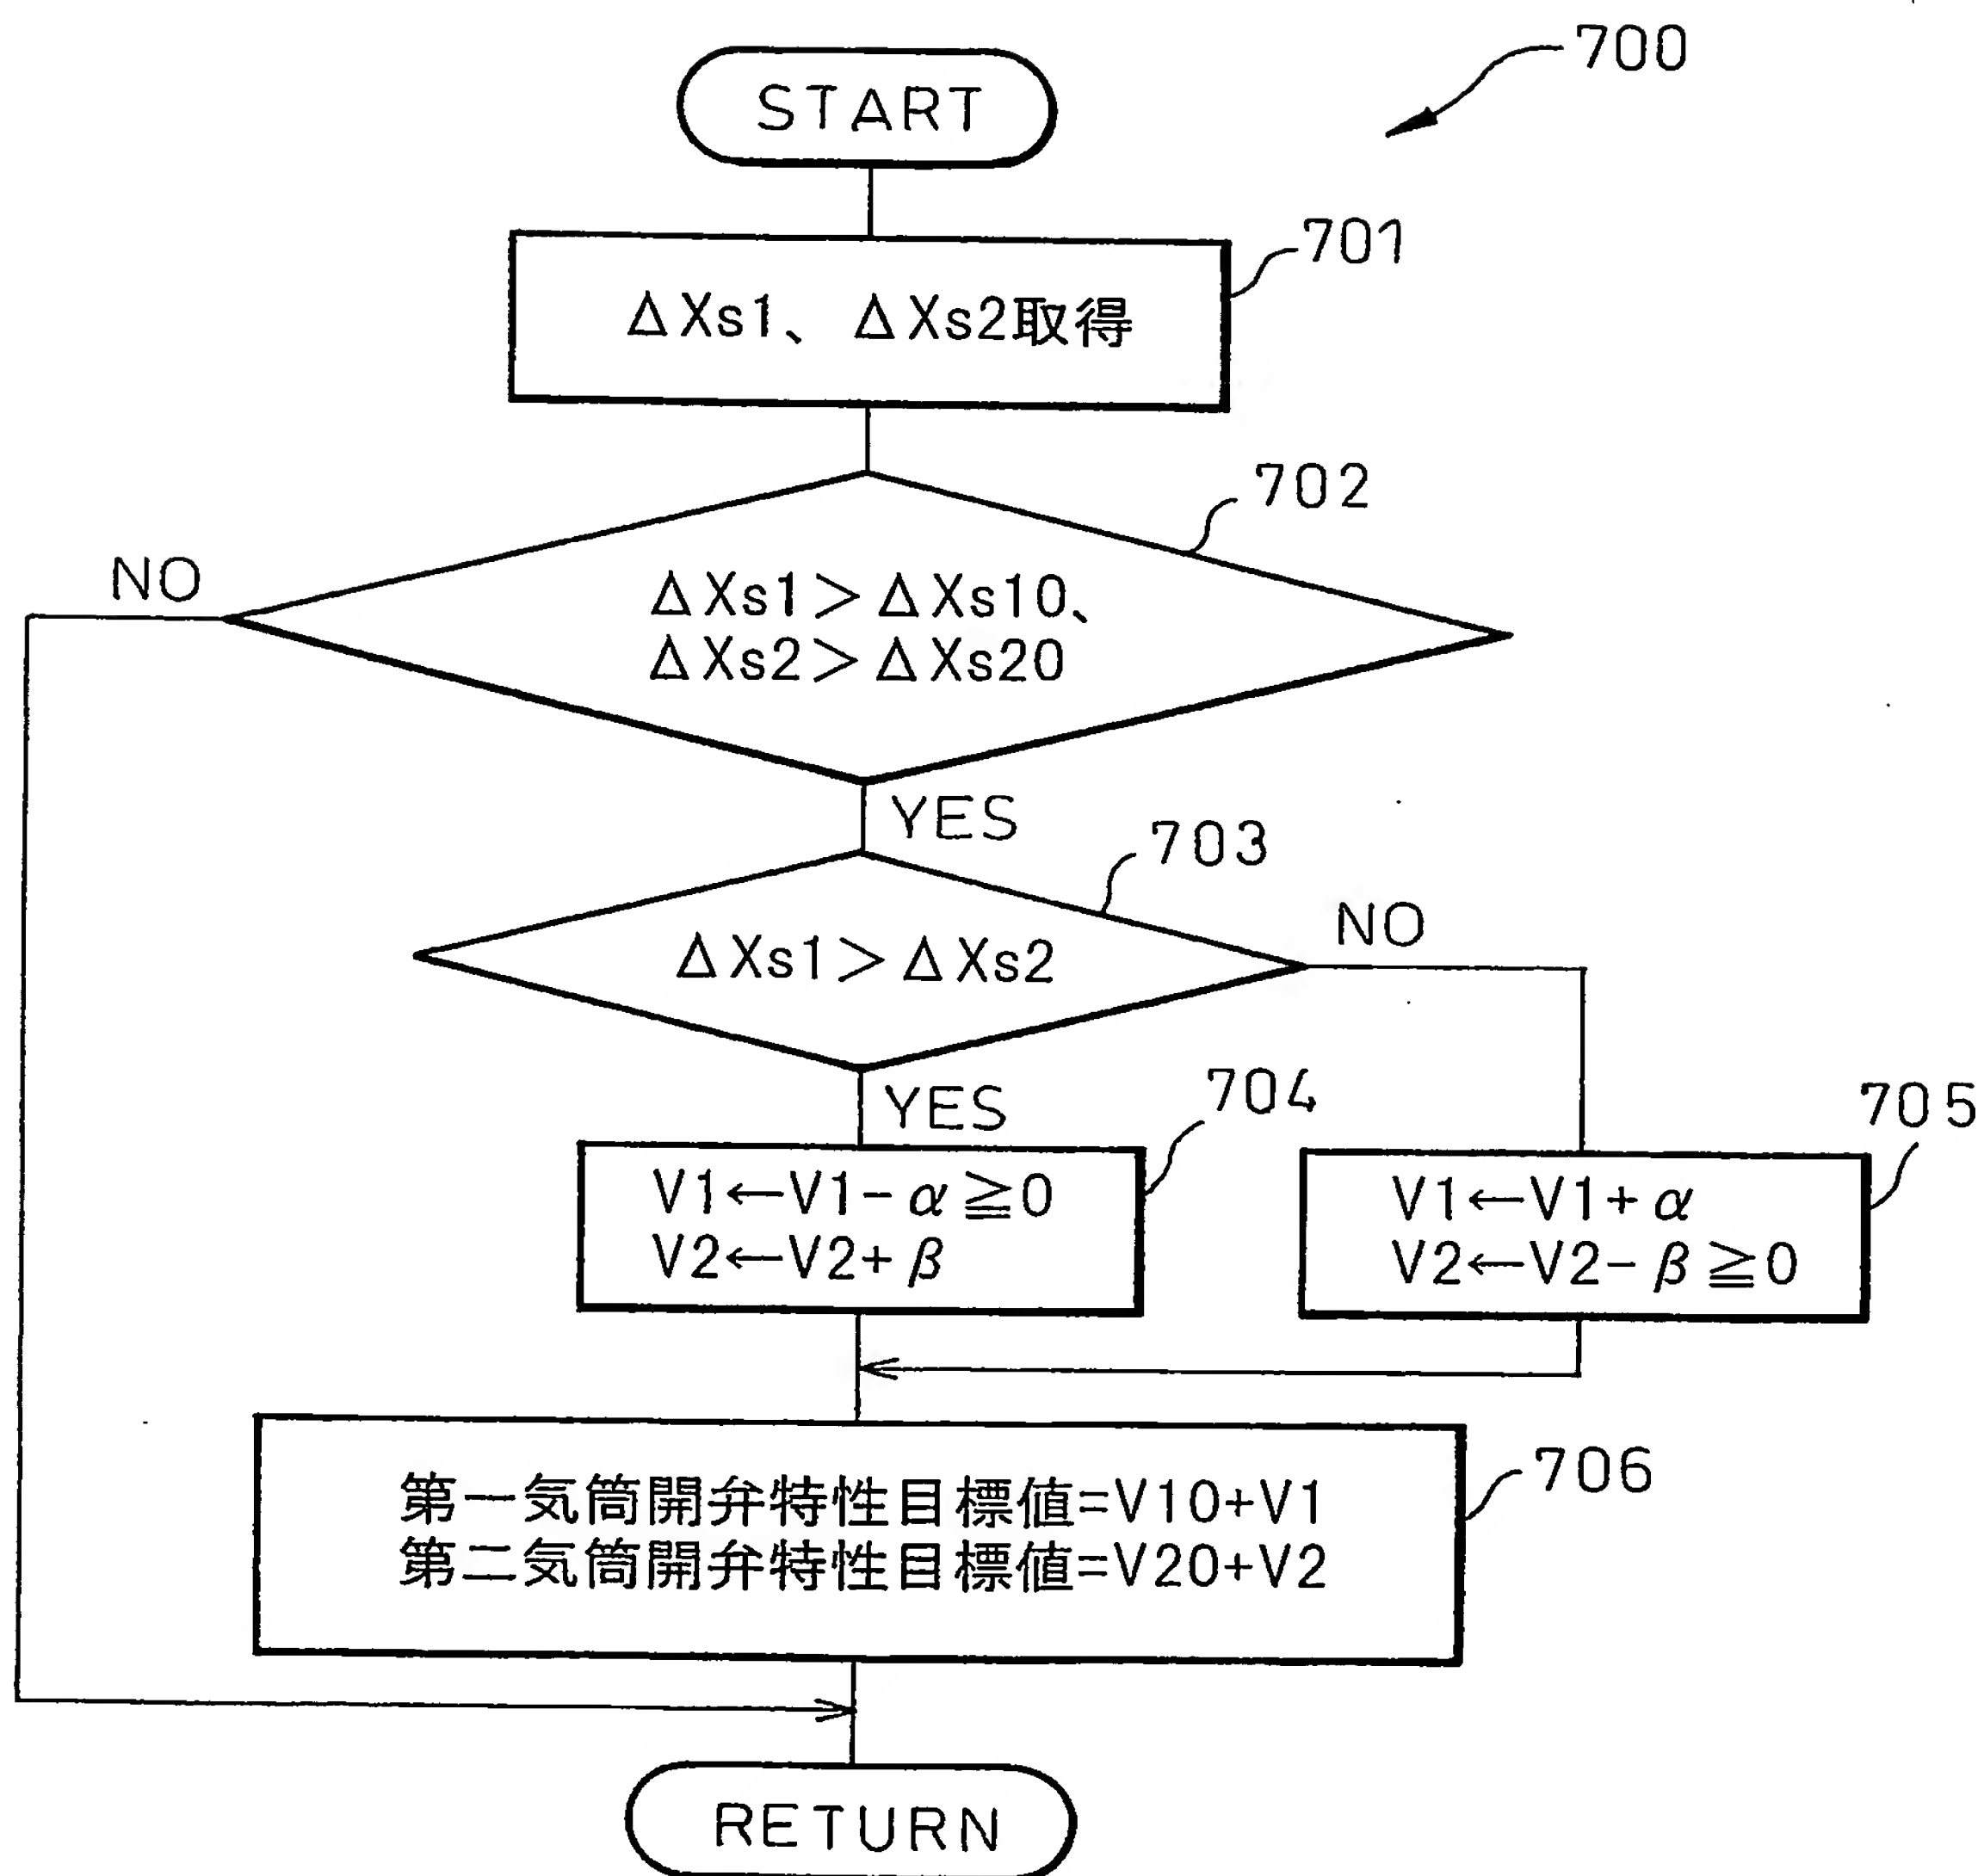 700
START
701
ΔXs1、ΔXs2取得
702
NO
ΔXs1＞ΔXs10、
ΔXs2＞ΔXs20
YES
703
NO
ΔXs1＞ΔXs2
YES
704
705
V1←V1-α≧0
V2←V2+β
V1←V1+α
V2←V2-β≧0
706
第一気筒開弁特性目標値=V10+V1
第二気筒開弁特性目標値=V20+V2
RETURN